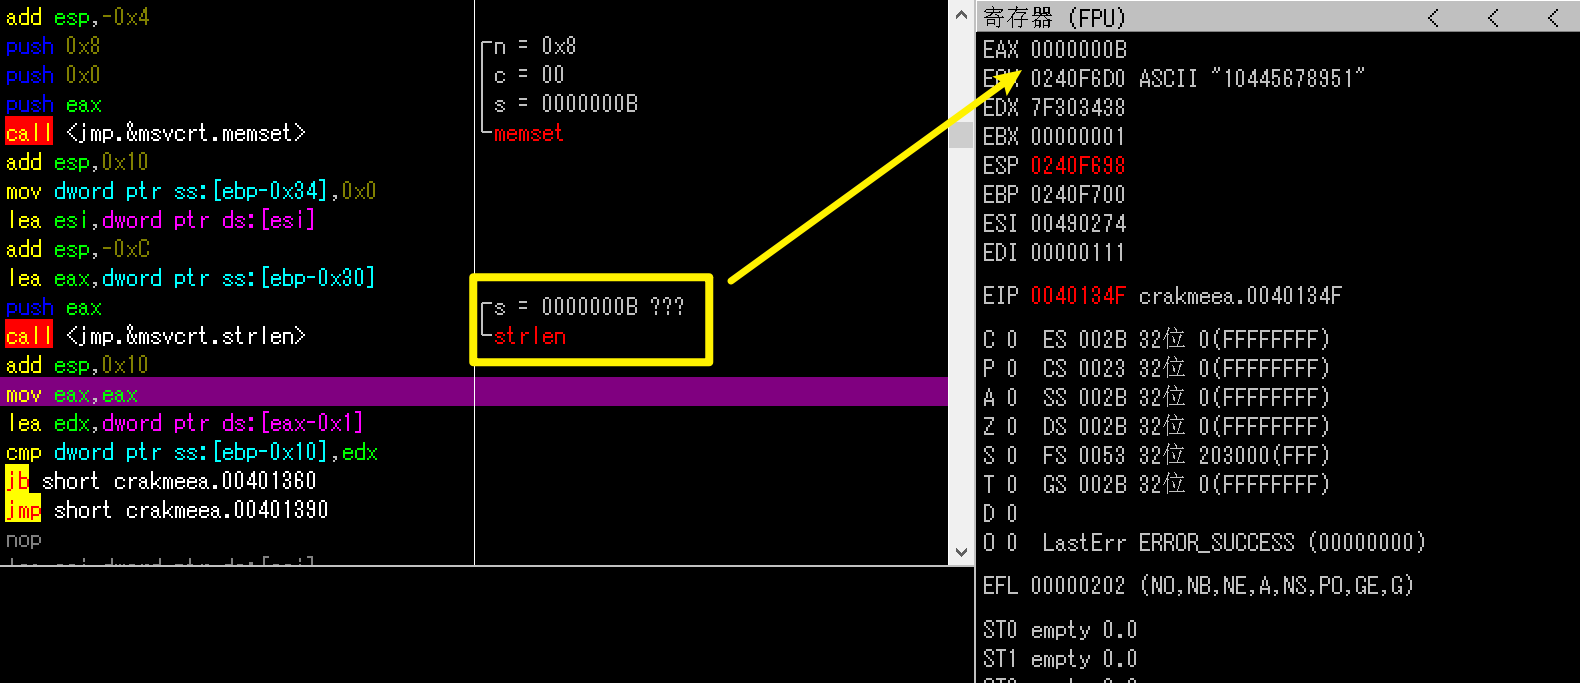 add esp,-0x4
push 0x8
push 0x0
push eax
call <jmp.&msvcrt.memset>
add esp,0x10
mov dword ptr ss:[ebp-0x34],0x0
lea esi,dword ptr ds:[esi]
add esp,-0xC
lea eax,dword ptr ss:[ebp-0x30]
push eax
call <jmp.&msvcrt.strlen>
add esp,0x10
mov eax,eax
lea edx,dword ptr ds:[eax-0x1]
cmp dword ptr ss:[ebp-0x10],edx
jb short crakmeea.00401360
jmp short crakmeea.00401390
nop
n = 0x8
c = 00
s = 0000000B
memset
s = 0000000B ???
strlen
寄存器 (FPU) < < <
EAX 0000000B
0240F6D0 ASCII "10445678951"
EDX 7F303438
EBX 00000001
ESP 0240F698
EBP 0240F700
ESI 00490274
EDI 00000111
EIP 0040134F crakmeea.0040134F
C 0 ES 002B 32位 0(FFFFFFFF)
P 0 CS 0023 32位 0(FFFFFFFF)
A 0 SS 002B 32位 0(FFFFFFFF)
Z 0 DS 002B 32位 0(FFFFFFFF)
S 0 FS 0053 32位 203000(FFF)
T 0 GS 002B 32位 0(FFFFFFFF)
D 0
O 0 LastErr ERROR_SUCCESS (00000000)
EFL 00000202 (NO,NB,NE,A,NS,PO,GE,G)
ST0 empty 0.0
ST1 empty 0.0